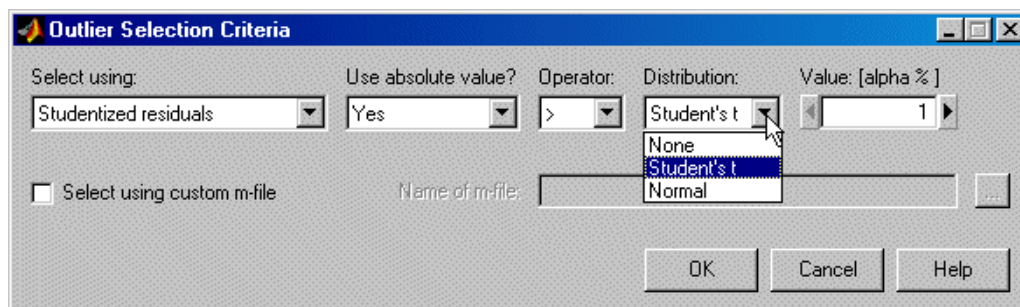 Outlier Selection Criteria
Select using: Use absolute value? Operator: Distribution: Value: [alpha % ]
Studentized residuals Yes > Student's t 1
None
Student's t
Normal
Select using custom m-file Name of m-file: ...
OK Cancel Help